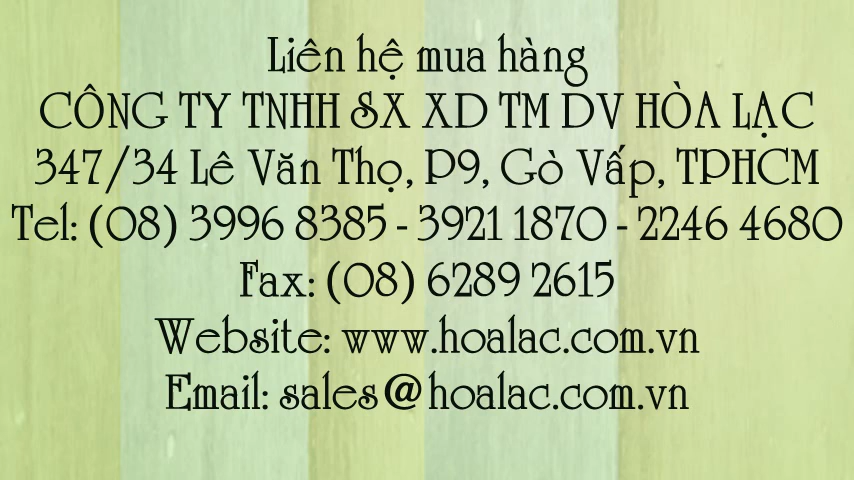 Liên hệ mua hàng
CÔNG TY TNHH SX XD TM DV HÒA LẠC
347/34 Lê Văn Thọ, P9, Gò Vấp, TPHCM
Tel: (08) 3996 8385 - 3921 1870 - 2246 4680
Fax: (08) 6289 2615
Website: www.hoalac.com.vn
Email: sales@hoalac.com.vn